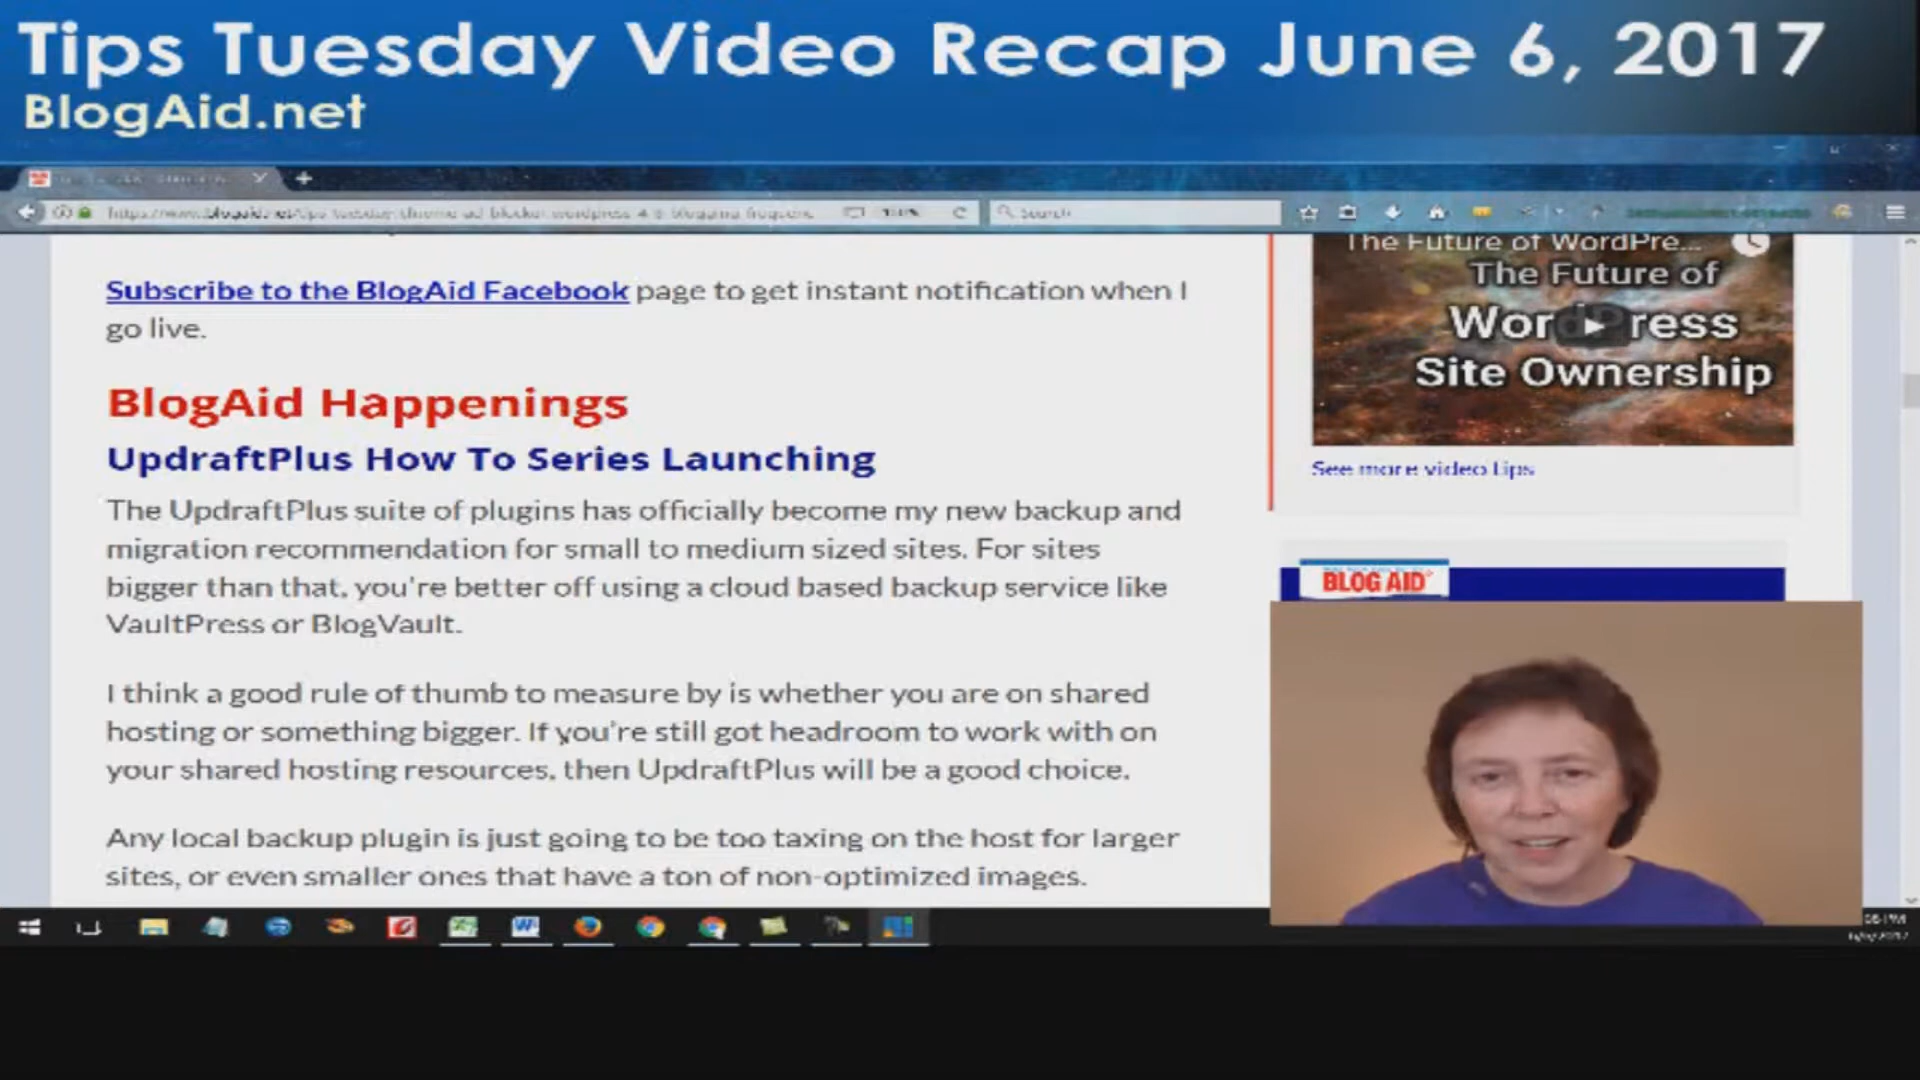 Tips Tuesday Video Recap June 6, 2017
BlogAid.net
Search
Subscribe to the BlogAid Facebook page to get instant notification when I
go live.
BlogAid Happenings
UpdraftPlus How To Series Launching
The UpdraftPlus suite of plugins has officially become my new backup and
migration recommendation for small to medium sized sites. For sites
bigger than that, you're better off using a cloud based backup service like
VaultPress or BlogVault.
I think a good rule of thumb to measure by is whether you are on shared
hosting or something bigger. If you're still got headroom to work with on
your shared hosting resources, then UpdraftPlus will be a good choice.
Any local backup plugin is just going to be too taxing on the host for larger
sites, or even smaller ones that have a ton of non-optimized images.
The Future of WordPre...
The Future of
WordPress
Site Ownership
See more video tips
BLOG AID